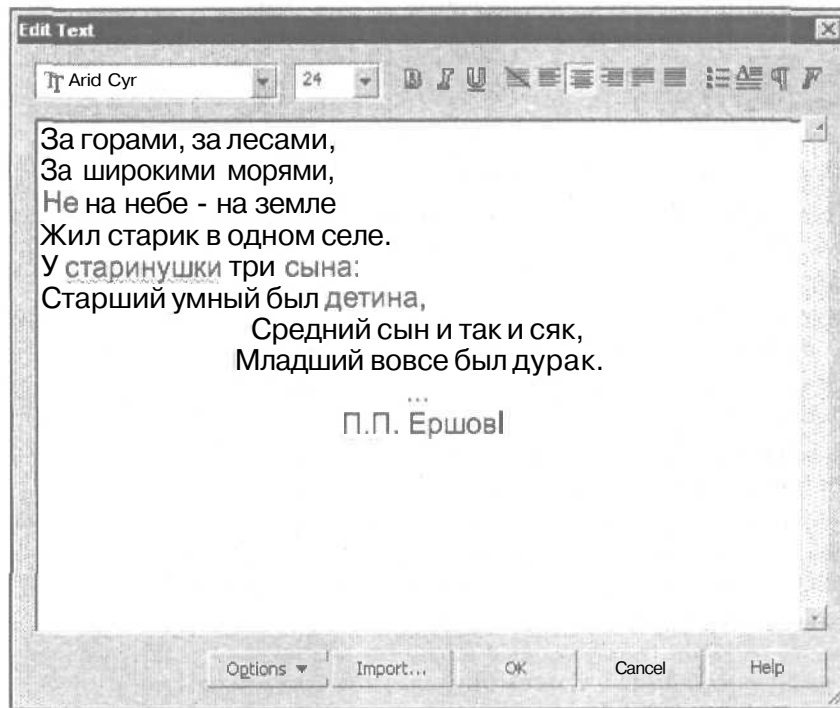 Edit Text
Arid Cyr 24 B I U
За горами, за лесами,
За широкими морями,
Не на небе - на земле
Жил старик в одном селе.
У старинушки три сына:
Старший умный был детина,
Средний сын и так и сяк,
Младший вовсе был дурак.
...
П.П. Ершов
Options Import... OK Cancel Help